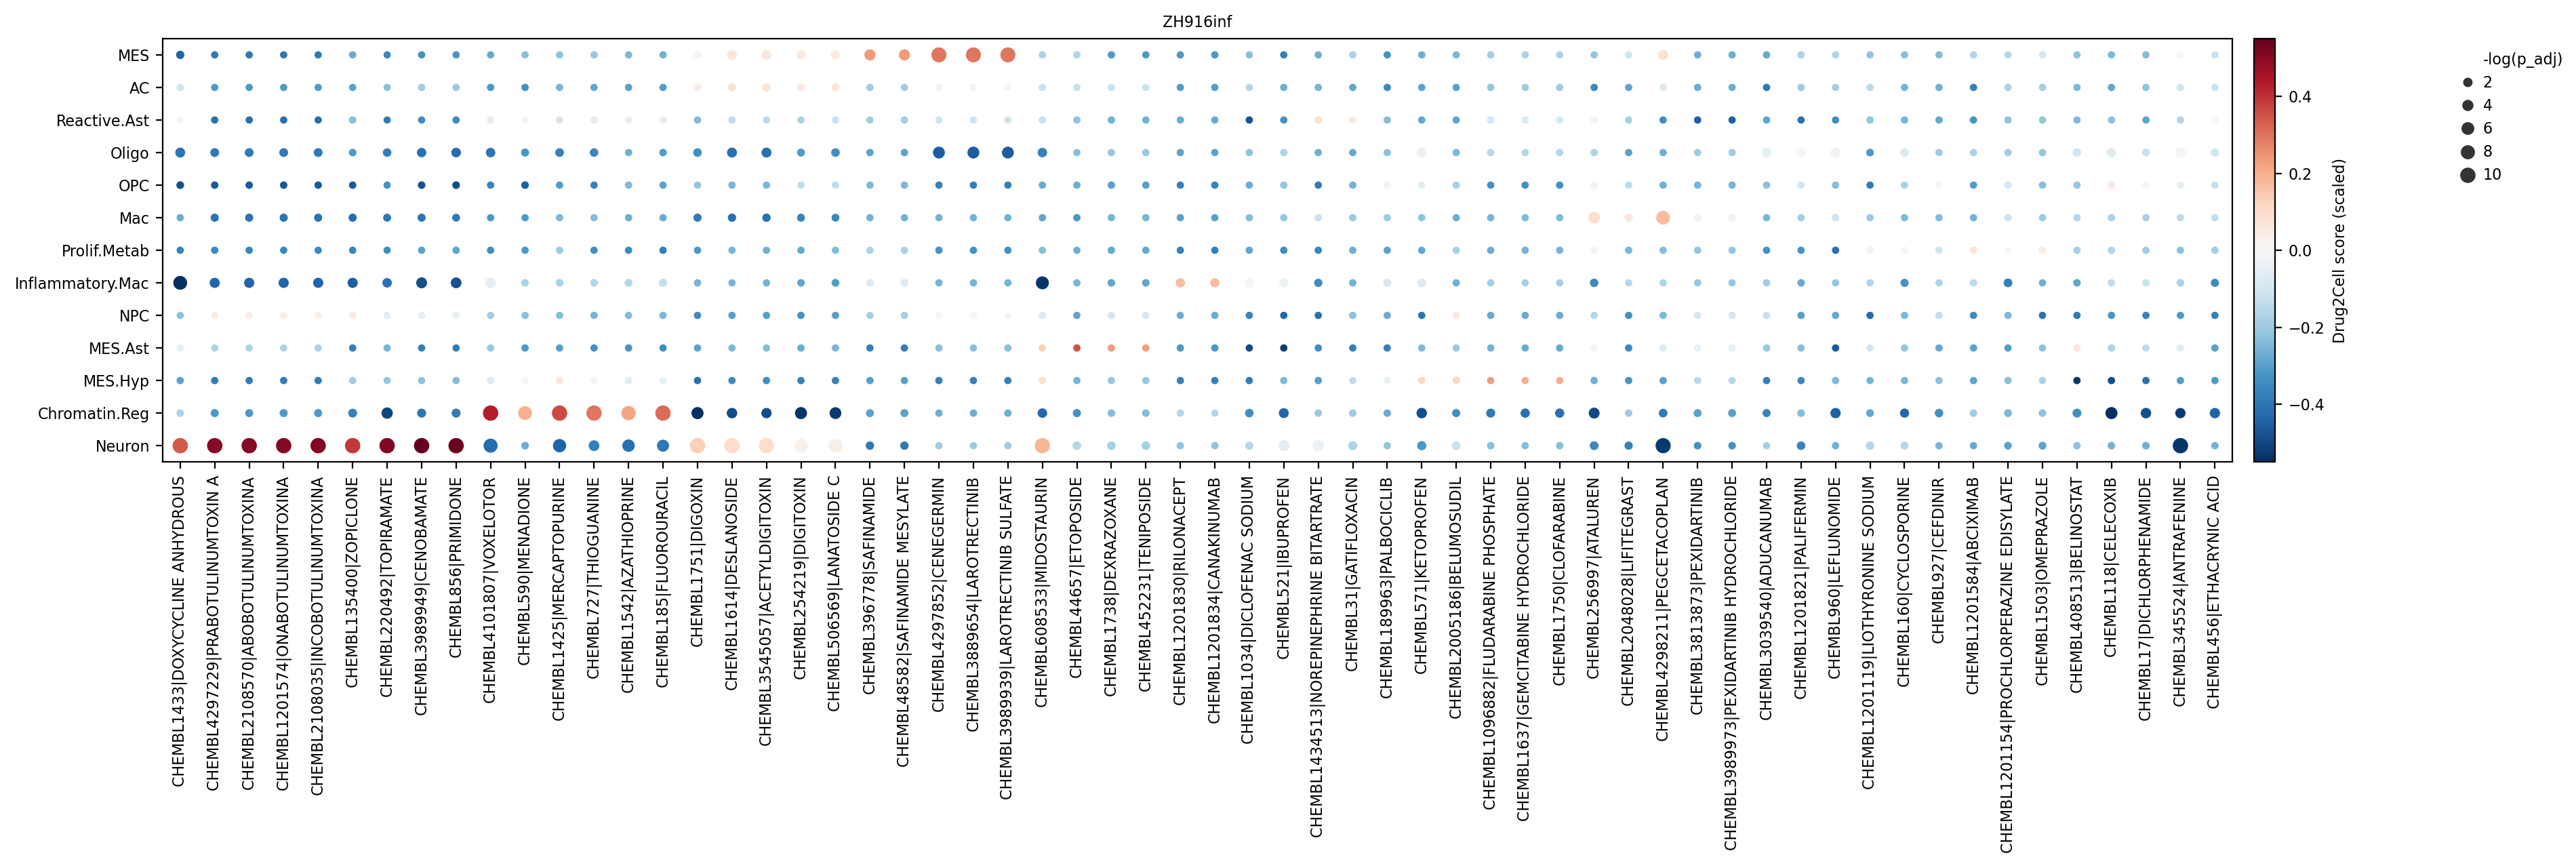 ZH916inf
MES
AC
Reactive.Ast
Oligo
OPC
Mac
Prolif.Metab
Inflammatory.Mac
NPC
MES.Ast
MES.Hyp
Chromatin.Reg
Neuron
CHEMBL1433|DOXYCYCLINE ANHYDROUS
CHEMBL4297229|PRABOTULINUMTOXIN A
CHEMBL2108570|ABOBOTULINUMTOXINA
CHEMBL1201574|ONABOTULINUMTOXINA
CHEMBL2108035|INCOBOTULINUMTOXINA
CHEMBL135400|ZOPICLONE
CHEMBL220492|TOPIRAMATE
CHEMBL3989949|CENOBAMATE
CHEMBL856|PRIMIDONE
CHEMBL4101807|VOXELOTOR
CHEMBL590|MENADIONE
CHEMBL1425|MERCAPTOPURINE
CHEMBL727|THIOGUANINE
CHEMBL1542|AZATHIOPRINE
CHEMBL185|FLUOROURACIL
CHEMBL1751|DIGOXIN
CHEMBL1614|DESLANOSIDE
CHEMBL3545057|ACETYLDIGITOXIN
CHEMBL254219|DIGITOXIN
CHEMBL506569|LANATOSIDE C
CHEMBL396778|SAFINAMIDE
CHEMBL48582|SAFINAMIDE MESYLATE
CHEMBL4297852|CENEGERMIN
CHEMBL3889654|LAROTRECTINIB
CHEMBL3989939|LAROTRECTINIB SULFATE
CHEMBL608533|MIDOSTAURIN
CHEMBL44657|ETOPOSIDE
CHEMBL1738|DEXRAZOXANE
CHEMBL452231|TENIPOSIDE
CHEMBL1201830|RILONACEPT
CHEMBL1201834|CANAKINUMAB
CHEMBL1034|DICLOFENAC SODIUM
CHEMBL521|IBUPROFEN
CHEMBL1434513|NOREPINEPHRINE BITARTRATE
CHEMBL31|GATIFLOXACIN
CHEMBL189963|PALBOCICLIB
CHEMBL571|KETOPROFEN
CHEMBL2005186|BELUMOSUDIL
CHEMBL1096882|FLUDARABINE PHOSPHATE
CHEMBL1637|GEMCITABINE HYDROCHLORIDE
CHEMBL1750|CLOFARABINE
CHEMBL256997|ATALUREN
CHEMBL2048028|LIFITEGRAST
CHEMBL4298211|PEGCETACOPLAN
CHEMBL3813873|PEXIDARTINIB
CHEMBL3989973|PEXIDARTINIB HYDROCHLORIDE
CHEMBL3039540|ADUCANUMAB
CHEMBL1201821|PALIFERMIN
CHEMBL960|LEFLUNOMIDE
CHEMBL1201119|LIOTHYRONINE SODIUM
CHEMBL160|CYCLOSPORINE
CHEMBL927|CEFDINIR
CHEMBL1201584|ABCIXIMAB
CHEMBL1201154|PROCHLORPERAZINE EDISYLATE
CHEMBL1503|OMEPRAZOLE
CHEMBL408513|BELINOSTAT
CHEMBL118|CELECOXIB
CHEMBL17|DICHLORPHENAMIDE
CHEMBL345524|ANTRAFENINE
CHEMBL456|ETHACRYNIC ACID
0.4
0.2
0.0
−0.2
−0.4
Drug2Cell score (scaled)
-log(p_adj)
2
4
6
8
10